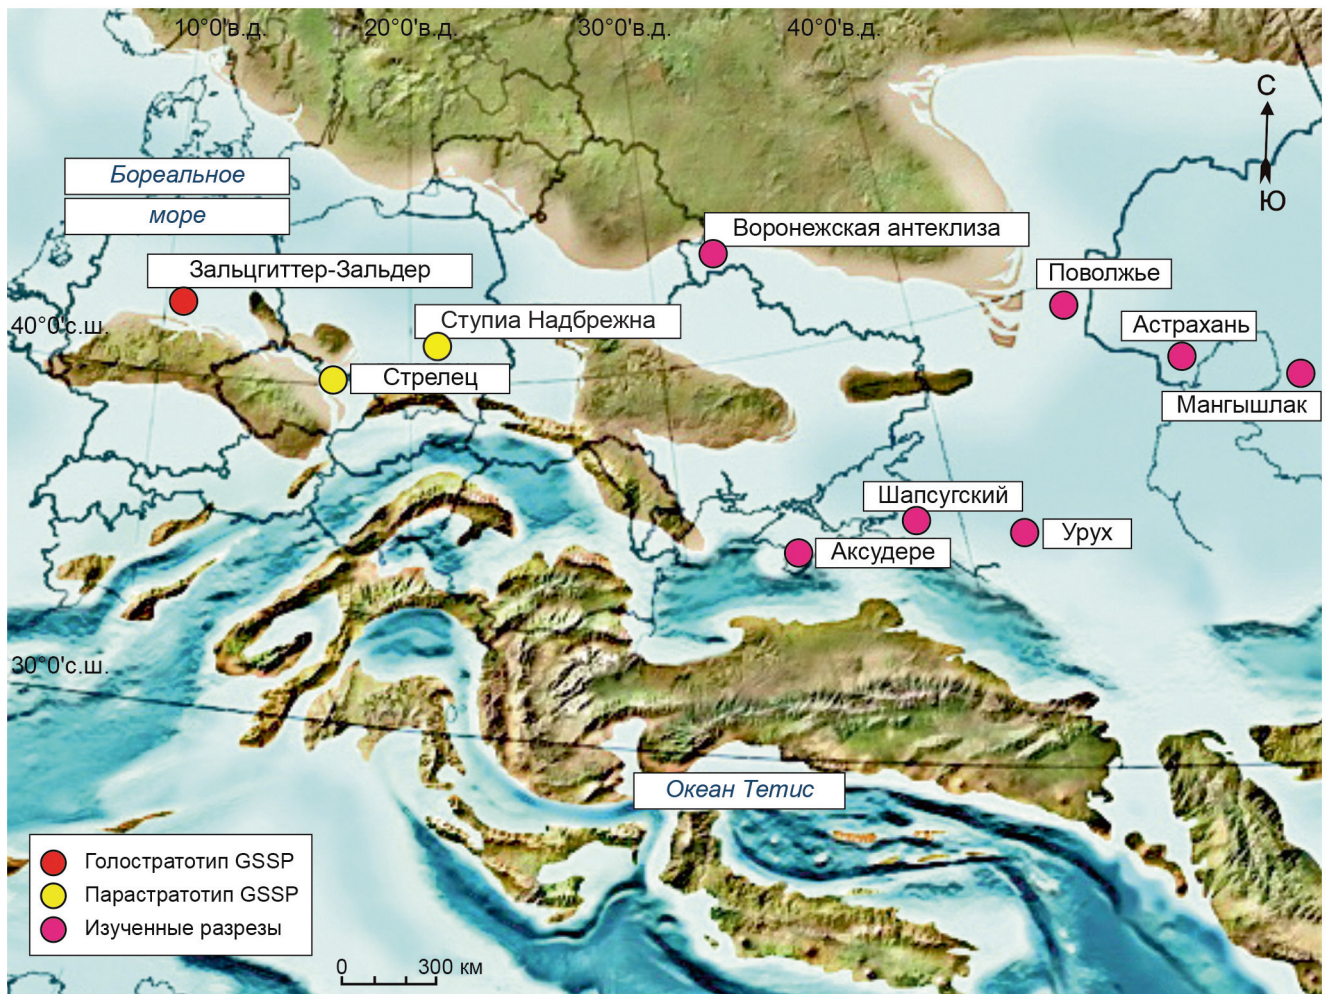 10°0'в.д.
20°0'в.д.
30°0'в.д.
40°0'в.д.
С
Ю
Бореальное
море
Воронежская антеклиза
Зальцгиттер-Зальдер
Поволжье
40°0'с.ш.
Ступиа Надбрежна
Астрахань
Стрелец
Мангышлак
Шапсугский
Урух
Аксудере
30°0'с.ш.
Океан Тетис
Голостратотип GSSP
Парастратотип GSSP
Изученные разрезы
0
300 км